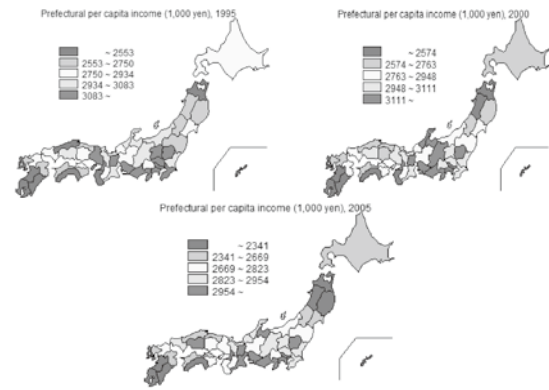 Prefectural per capita income (1,000 yen), 1995
~ 2553
2553 ~ 2750
2750 ~ 2934
2934 ~ 3083
3083 ~
Prefectural per capita income (1,000 yen), 2000
~ 2574
2574 ~ 2763
2763 ~ 2948
2948 ~ 3111
3111 ~
Prefectural per capita income (1,000 yen), 2005
~ 2341
2341 ~ 2669
2669 ~ 2823
2823 ~ 2954
2954 ~